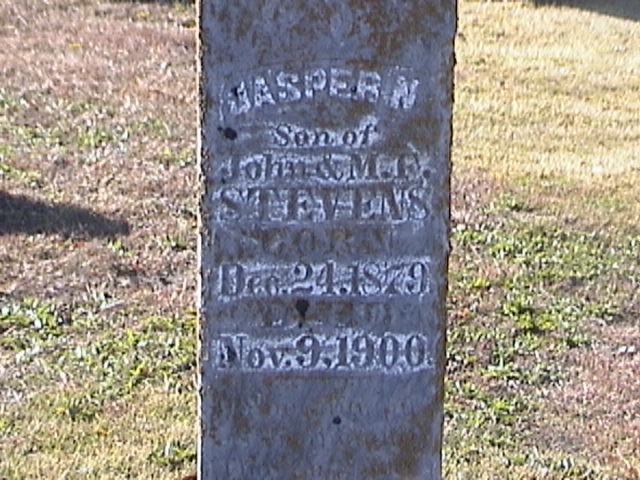 JASPER N
Son of
John & M. F.
STEVENS
BORN
Dec. 24, 1879
DIED
Nov. 9, 1900